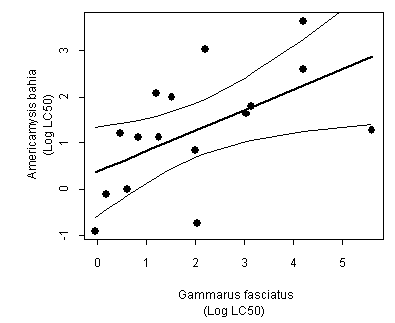 Americamysis bahia
(Log LC50)
3
2
1
0
-1
0 1 2 3 4 5
Gammarus fasciatus
(Log LC50)